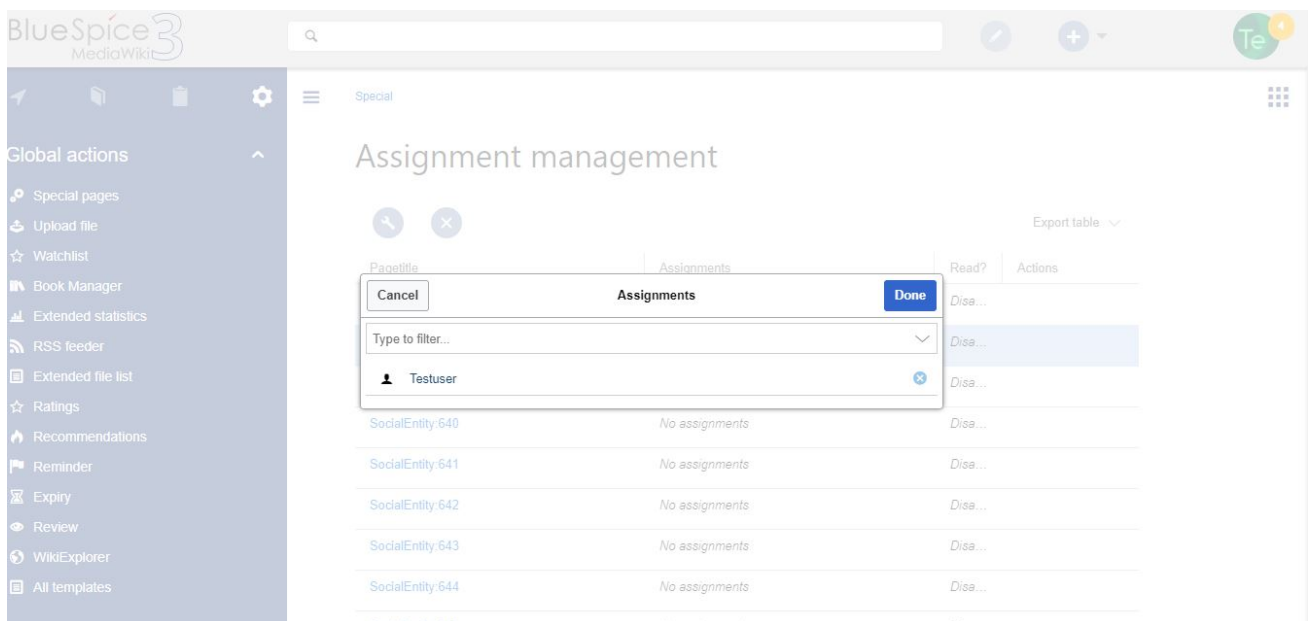 BlueSpice 3
MediaWiki
Te
4
Special
Global actions
Assignment management
Special pages
Upload file
Export table
Watchlist
Pagetitle Assignments Read? Actions
Book Manager
Cancel Assignments Done
Disa...
Extended statistics
Type to filter...
Disa...
RSS feeder
Extended file list
Testuser
Disa...
Ratings
SocialEntity:640 No assignments Disa...
Recommendations
Reminder
SocialEntity:641 No assignments Disa...
Expiry
SocialEntity:642 No assignments Disa...
Review
SocialEntity:643 No assignments Disa...
WikiExplorer
All templates
SocialEntity:644 No assignments Disa...